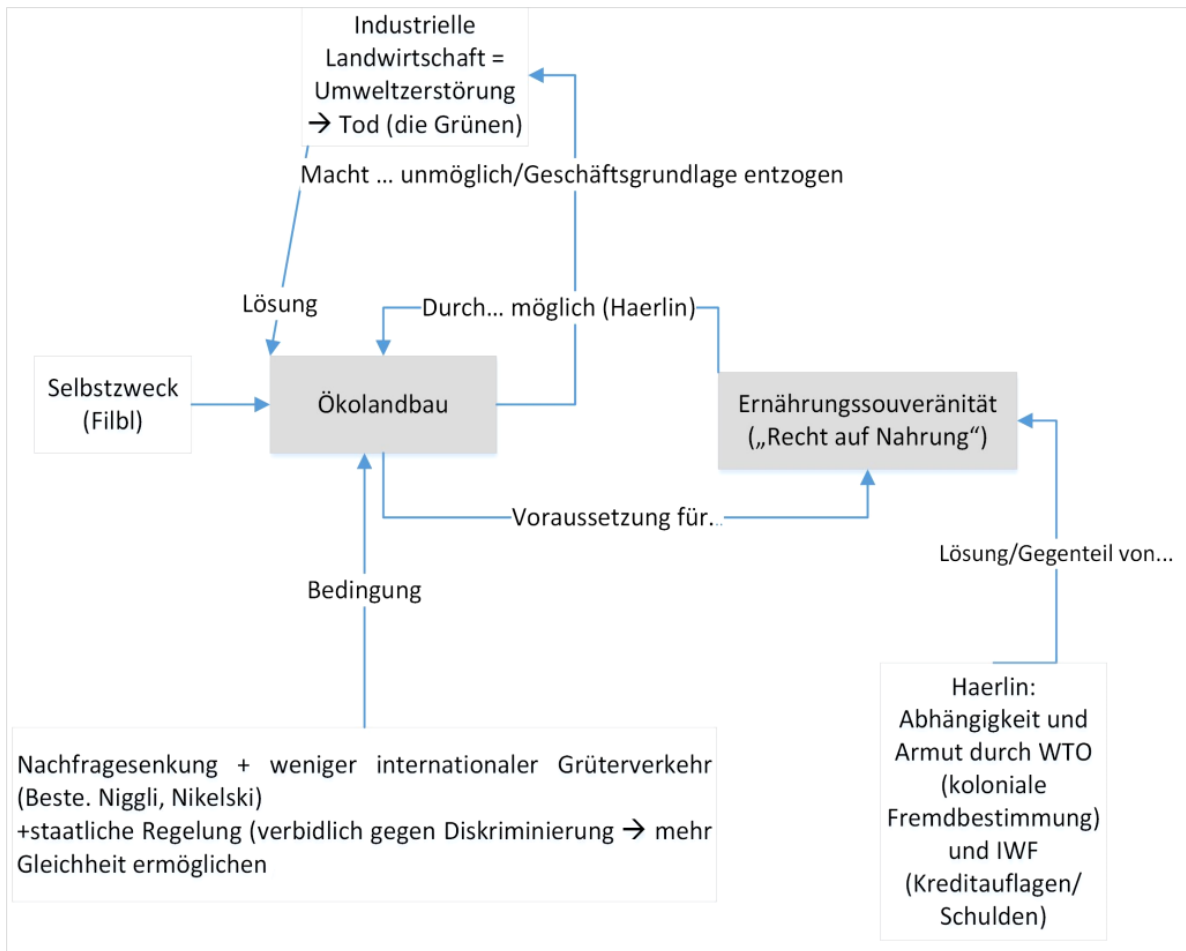 Industrielle
Landwirtschaft =
Umweltzerstörung
→ Tod (die Grünen)
Macht ... unmöglich/Geschäftsgrundlage entzogen
Lösung
Durch... möglich (Haerlin)
Selbstzweck
(Filbl)
Ökolandbau
Ernährungssouveränität
(„Recht auf Nahrung“)
Voraussetzung für...
Lösung/Gegenteil von...
Bedingung
Haerlin:
Abhängigkeit und
Armut durch WTO
(koloniale
Fremdbestimmung)
und IWF
(Kreditauflagen/
Schulden)
Nachfragesenkung + weniger internationaler Grüterverkehr
(Beste. Niggli, Nikelski)
+staatliche Regelung (verbidlich gegen Diskriminierung → mehr
Gleichheit ermöglichen